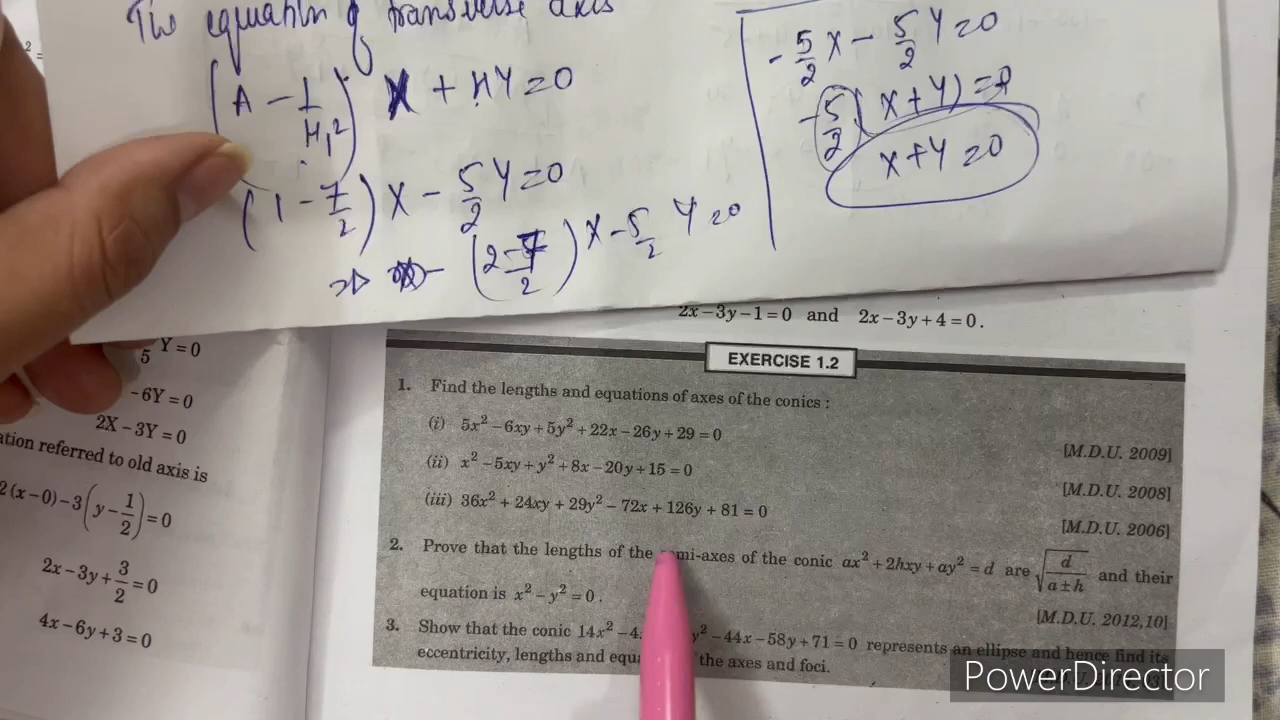 The equation of transverse axis
(A - 1/H₁²) X + HY = 0
(1 - 7/2) X - 5/2 Y = 0
⇒ - (2-7/2) X - 5/2 Y = 0
- 5/2 X - 5/2 Y = 0
- 5/2 (X + Y) = 0
X + Y = 0
2x - 3y - 1 = 0 and 2x - 3y + 4 = 0.
5 Y = 0
- 6Y = 0
2X - 3Y = 0
ation referred to old axis is
2(x - 0) - 3(y - 1/2) = 0
2x - 3y + 3/2 = 0
4x - 6y + 3 = 0
EXERCISE 1.2
1. Find the lengths and equations of axes of the conics :
(i) 5x² - 6xy + 5y² + 22x - 26y + 29 = 0
[M.D.U. 2009]
(ii) x² - 5xy + y² + 8x - 20y + 15 = 0
[M.D.U. 2008]
(iii) 36x² + 24xy + 29y² - 72x + 126y + 81 = 0
[M.D.U. 2006]
2. Prove that the lengths of the semi-axes of the conic ax² + 2hxy + ay² = d are √(d/(a ± h)) and their
equation is x² - y² = 0.
[M.D.U. 2012,10]
3. Show that the conic 14x² - 4 y² - 44x - 58y + 71 = 0 represents an ellipse and hence find its
eccentricity, lengths and equ the axes and foci.
PowerDirector